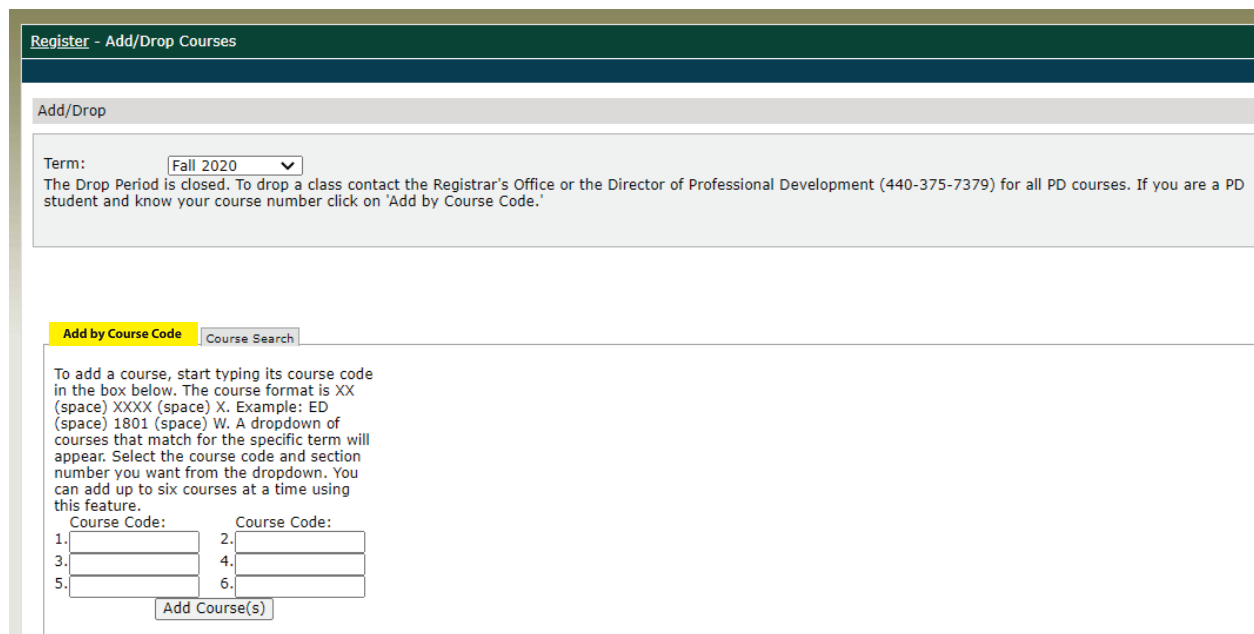 Register - Add/Drop Courses
Add/Drop
Term: Fall 2020
The Drop Period is closed. To drop a class contact the Registrar's Office or the Director of Professional Development (440-375-7379) for all PD courses. If you are a PD
student and know your course number click on 'Add by Course Code.'
Add by Course Code Course Search
To add a course, start typing its course code
in the box below. The course format is XX
(space) XXXX (space) X. Example: ED
(space) 1801 (space) W. A dropdown of
courses that match for the specific term will
appear. Select the course code and section
number you want from the dropdown. You
can add up to six courses at a time using
this feature.
Course Code: Course Code:
1. 2.
3. 4.
5. 6.
Add Course(s)